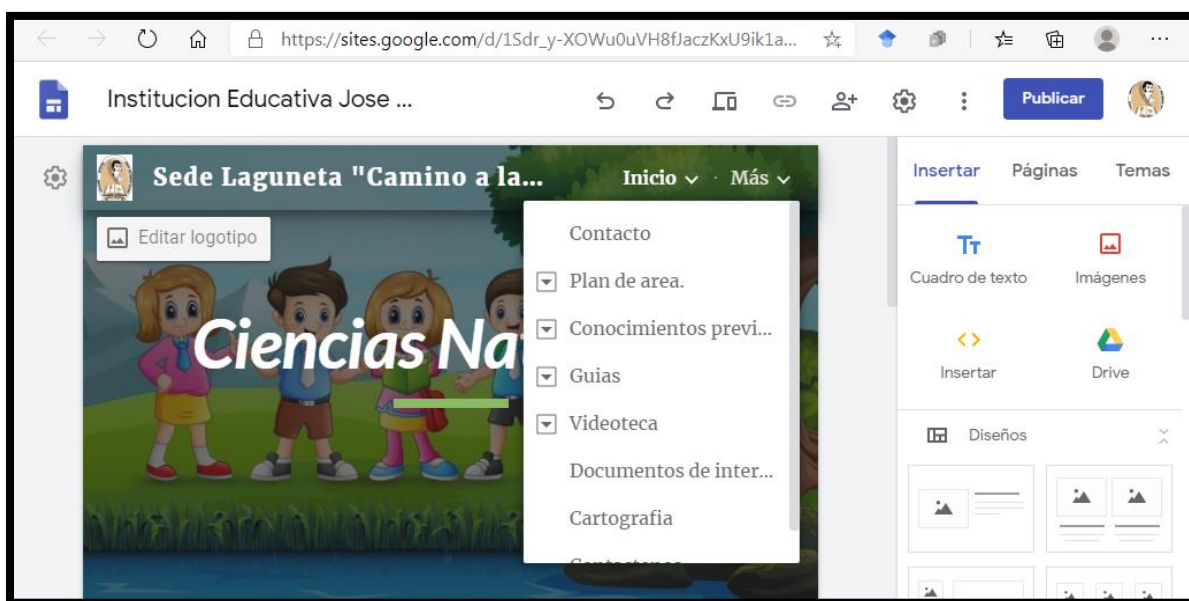 https://sites.google.com/d/1Sdr_y-XOWu0uVH8fJaczKxU9ik1a...
Institucion Educativa Jose ...
Publicar
Sede Laguneta "Camino a la...
Inicio · Más
Editar logotipo
Ciencias Na
Contacto
Plan de area.
Conocimientos previ...
Guias
Videoteca
Documentos de inter...
Cartografia
Insertar Páginas Temas
Tт
Cuadro de texto Imágenes
Insertar Drive
Diseños